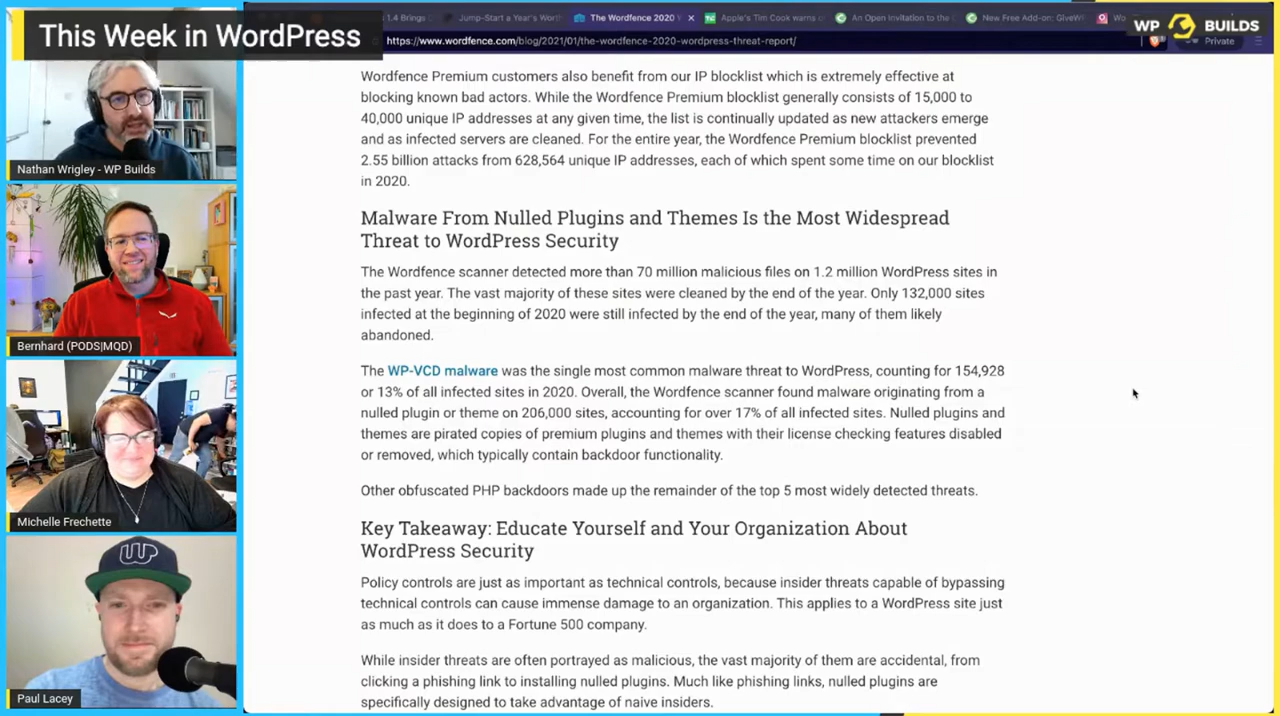 This Week in WordPress
1.4 Brings
Jump-Start a Year's Wort
The Wordfence 2020
Apple's Tim Cook warns
An Open Invitation to the
New Free Add-on: GiveW
Wo
https://www.wordfence.com/blog/2021/01/the-wordfence-2020-wordpress-threat-report/
Private
WP BUILDS
Wordfence Premium customers also benefit from our IP blocklist which is extremely effective at
blocking known bad actors. While the Wordfence Premium blocklist generally consists of 15,000 to
40,000 unique IP addresses at any given time, the list is continually updated as new attackers emerge
and as infected servers are cleaned. For the entire year, the Wordfence Premium blocklist prevented
2.55 billion attacks from 628,564 unique IP addresses, each of which spent some time on our blocklist
in 2020.
Malware From Nulled Plugins and Themes Is the Most Widespread
Threat to WordPress Security
The Wordfence scanner detected more than 70 million malicious files on 1.2 million WordPress sites in
the past year. The vast majority of these sites were cleaned by the end of the year. Only 132,000 sites
infected at the beginning of 2020 were still infected by the end of the year, many of them likely
abandoned.
The WP-VCD malware was the single most common malware threat to WordPress, counting for 154,928
or 13% of all infected sites in 2020. Overall, the Wordfence scanner found malware originating from a
nulled plugin or theme on 206,000 sites, accounting for over 17% of all infected sites. Nulled plugins and
themes are pirated copies of premium plugins and themes with their license checking features disabled
or removed, which typically contain backdoor functionality.
Other obfuscated PHP backdoors made up the remainder of the top 5 most widely detected threats.
Key Takeaway: Educate Yourself and Your Organization About
WordPress Security
Policy controls are just as important as technical controls, because insider threats capable of bypassing
technical controls can cause immense damage to an organization. This applies to a WordPress site just
as much as it does to a Fortune 500 company.
While insider threats are often portrayed as malicious, the vast majority of them are accidental, from
clicking a phishing link to installing nulled plugins. Much like phishing links, nulled plugins are
specifically designed to take advantage of naive insiders.
Nathan Wrigley - WP Builds
Bernhard (PODS|MQD)
Michelle Frechette
WP
Paul Lacey